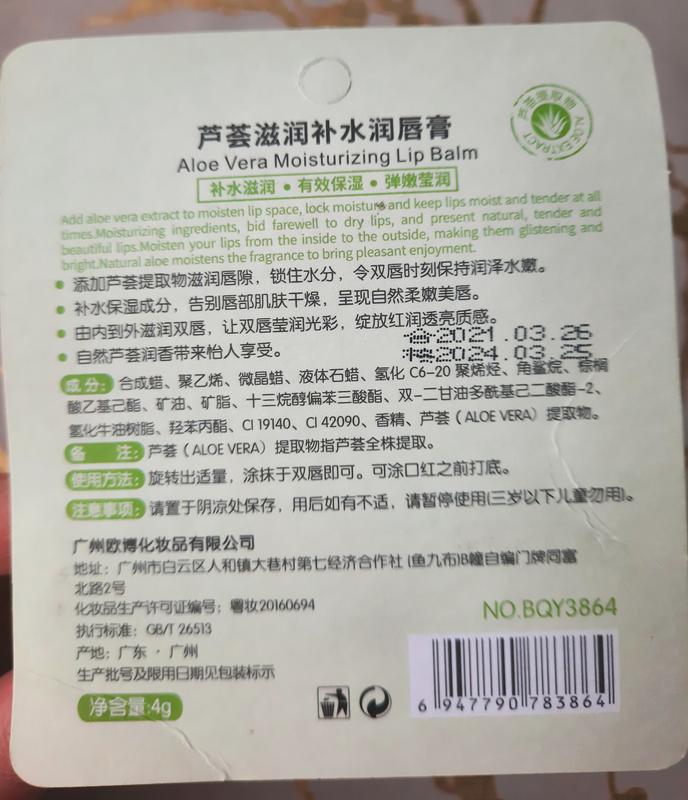 芦荟滋润补水润唇膏
Aloe Vera Moisturizing Lip Balm
芦荟提取物
ALOE EXTRACT
补水滋润 • 有效保湿 • 弹嫩莹润
Add aloe vera extract to moisten lip space, lock moisture and keep lips moist and tender at all
times.Moisturizing ingredients, bid farewell to dry lips, and present natural, tender and
beautiful lips.Moisten your lips from the inside to the outside, making them glistening and
bright.Natural aloe moistens the fragrance to bring pleasant enjoyment.
• 添加芦荟提取物滋润唇隙，锁住水分，令双唇时刻保持润泽水嫩。
• 补水保湿成分，告别唇部肌肤干燥，呈现自然柔嫩美唇。
• 由内到外滋润双唇，让双唇莹润光彩，绽放红润透亮质感。
• 自然芦荟润香带来怡人享受。
合2021.03.26
2024.03.25
成分：合成蜡、聚乙烯、微晶蜡、液体石蜡、氢化 C6-20 聚烯烃、角鲨烷、棕榈
酸乙基己酯、矿油、矿脂、十三烷醇偏苯三酸酯、双-二甘油多酰基己二酸酯-2、
氢化牛油树脂、羟苯丙酯、CI 19140、CI 42090、香精、芦荟（ALOE VERA）提取物。
备 注：芦荟（ALOE VERA）提取物指芦荟全株提取。
使用方法：旋转出适量，涂抹于双唇即可。可涂口红之前打底。
注意事项：请置于阴凉处保存，用后如有不适，请暂停使用(三岁以下儿童勿用)。
广州欧博化妆品有限公司
地址：广州市白云区人和镇大巷村第七经济合作社 (鱼九布)B幢自编门牌同富
北路2号
化妆品生产许可证编号：粤妆20160694
执行标准：GB/T 26513
产地：广东 · 广州
生产批号及限用日期见包装标示
净含量:4g
NO.BQY3864
6 947790 783864